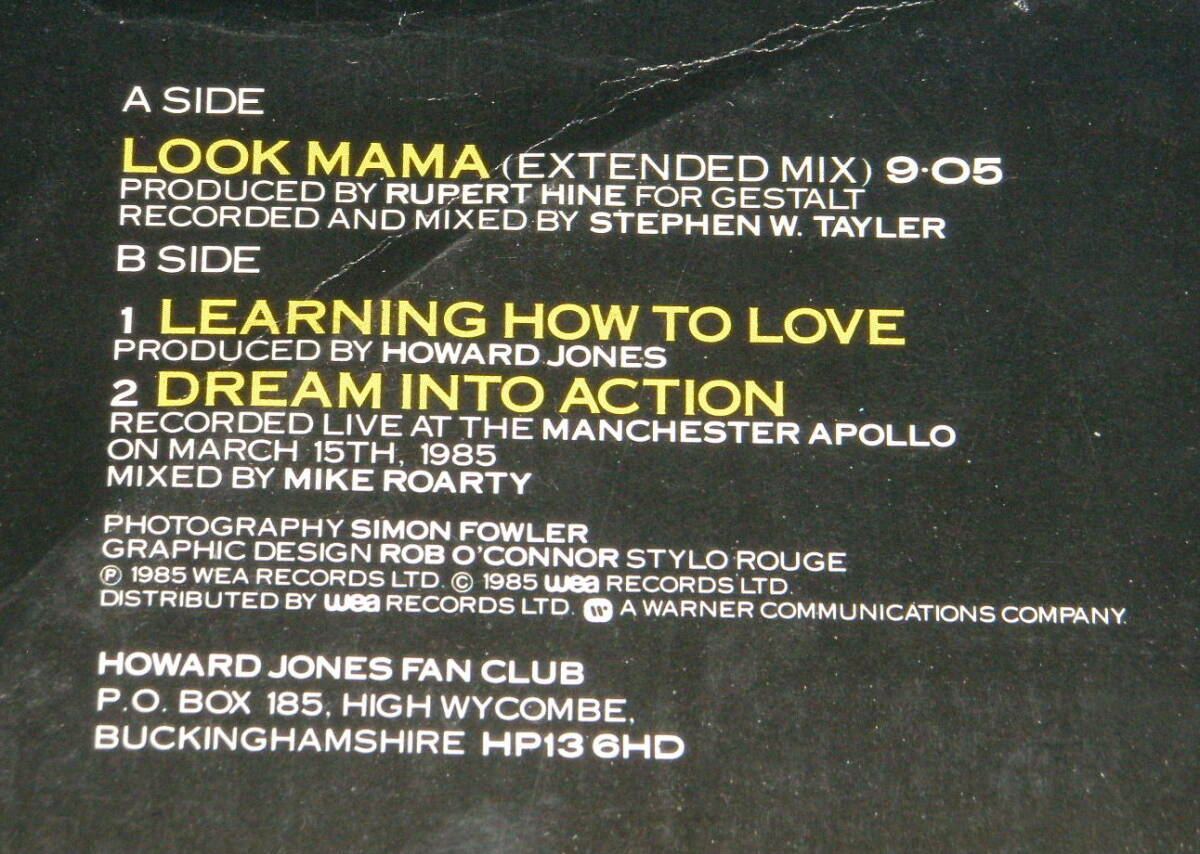 A SIDE
LOOK MAMA (EXTENDED MIX) 9·05
PRODUCED BY RUPERT HINE FOR GESTALT
RECORDED AND MIXED BY STEPHEN W. TAYLER
B SIDE
1 LEARNING HOW TO LOVE
PRODUCED BY HOWARD JONES
2 DREAM INTO ACTION
RECORDED LIVE AT THE MANCHESTER APOLLO
ON MARCH 15TH, 1985
MIXED BY MIKE ROARTY
PHOTOGRAPHY SIMON FOWLER
GRAPHIC DESIGN ROB O'CONNOR STYLO ROUGE
℗ 1985 WEA RECORDS LTD. © 1985 wea RECORDS LTD.
DISTRIBUTED BY wea RECORDS LTD. W A WARNER COMMUNICATIONS COMPANY.
HOWARD JONES FAN CLUB
P.O. BOX 185, HIGH WYCOMBE,
BUCKINGHAMSHIRE HP13 6HD